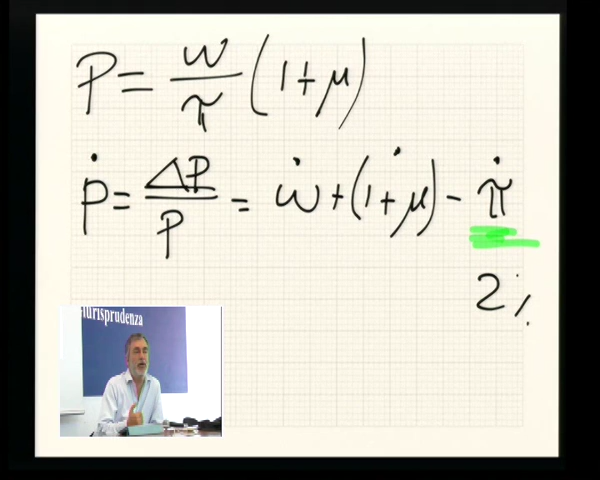 P = w/π (1+μ)
ṗ = ΔP/P = ẇ + (1 +̇ μ) - π̇
2%
iurisprudenza